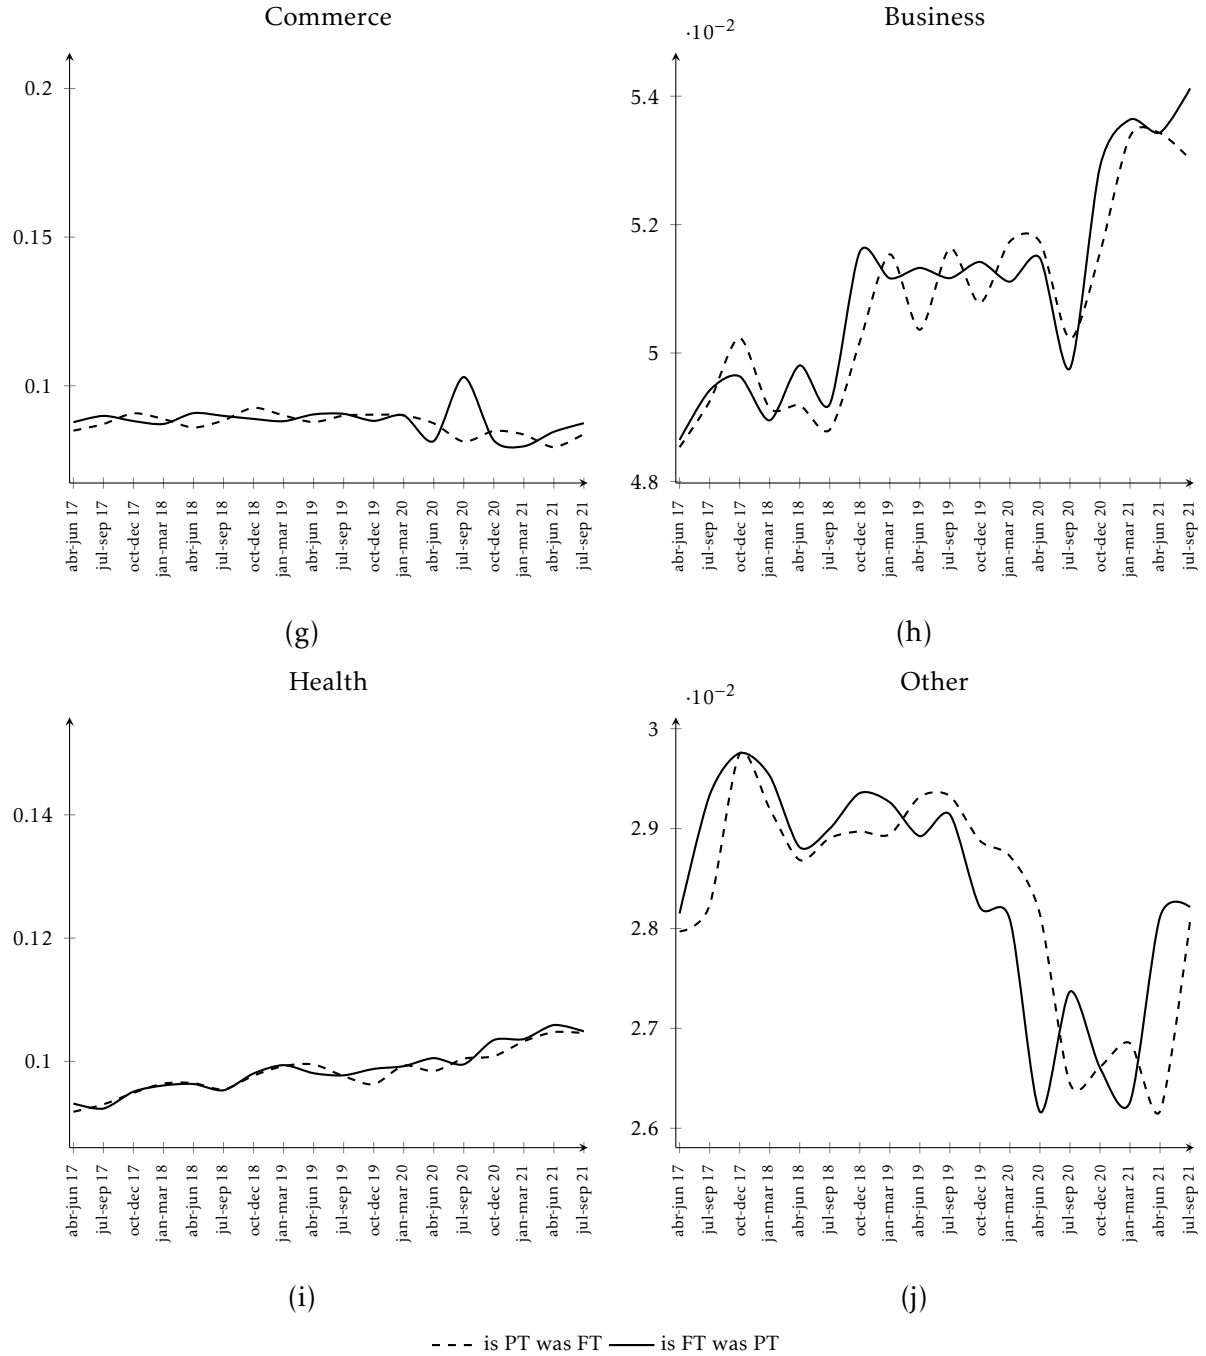 Commerce
0.2
0.15
0.1
abr-jun 17
jul-sep 17
oct-dec 17
jan-mar 18
abr-jun 18
jul-sep 18
oct-dec 18
jan-mar 19
abr-jun 19
jul-sep 19
oct-dec 19
jan-mar 20
abr-jun 20
jul-sep 20
oct-dec 20
jan-mar 21
abr-jun 21
jul-sep 21
(g)
Business
·10−2
5.4
5.2
5
4.8
abr-jun 17
jul-sep 17
oct-dec 17
jan-mar 18
abr-jun 18
jul-sep 18
oct-dec 18
jan-mar 19
abr-jun 19
jul-sep 19
oct-dec 19
jan-mar 20
abr-jun 20
jul-sep 20
oct-dec 20
jan-mar 21
abr-jun 21
jul-sep 21
(h)
Health
0.14
0.12
0.1
abr-jun 17
jul-sep 17
oct-dec 17
jan-mar 18
abr-jun 18
jul-sep 18
oct-dec 18
jan-mar 19
abr-jun 19
jul-sep 19
oct-dec 19
jan-mar 20
abr-jun 20
jul-sep 20
oct-dec 20
jan-mar 21
abr-jun 21
jul-sep 21
(i)
Other
·10−2
3
2.9
2.8
2.7
2.6
abr-jun 17
jul-sep 17
oct-dec 17
jan-mar 18
abr-jun 18
jul-sep 18
oct-dec 18
jan-mar 19
abr-jun 19
jul-sep 19
oct-dec 19
jan-mar 20
abr-jun 20
jul-sep 20
oct-dec 20
jan-mar 21
abr-jun 21
jul-sep 21
(j)
is PT was FT is FT was PT